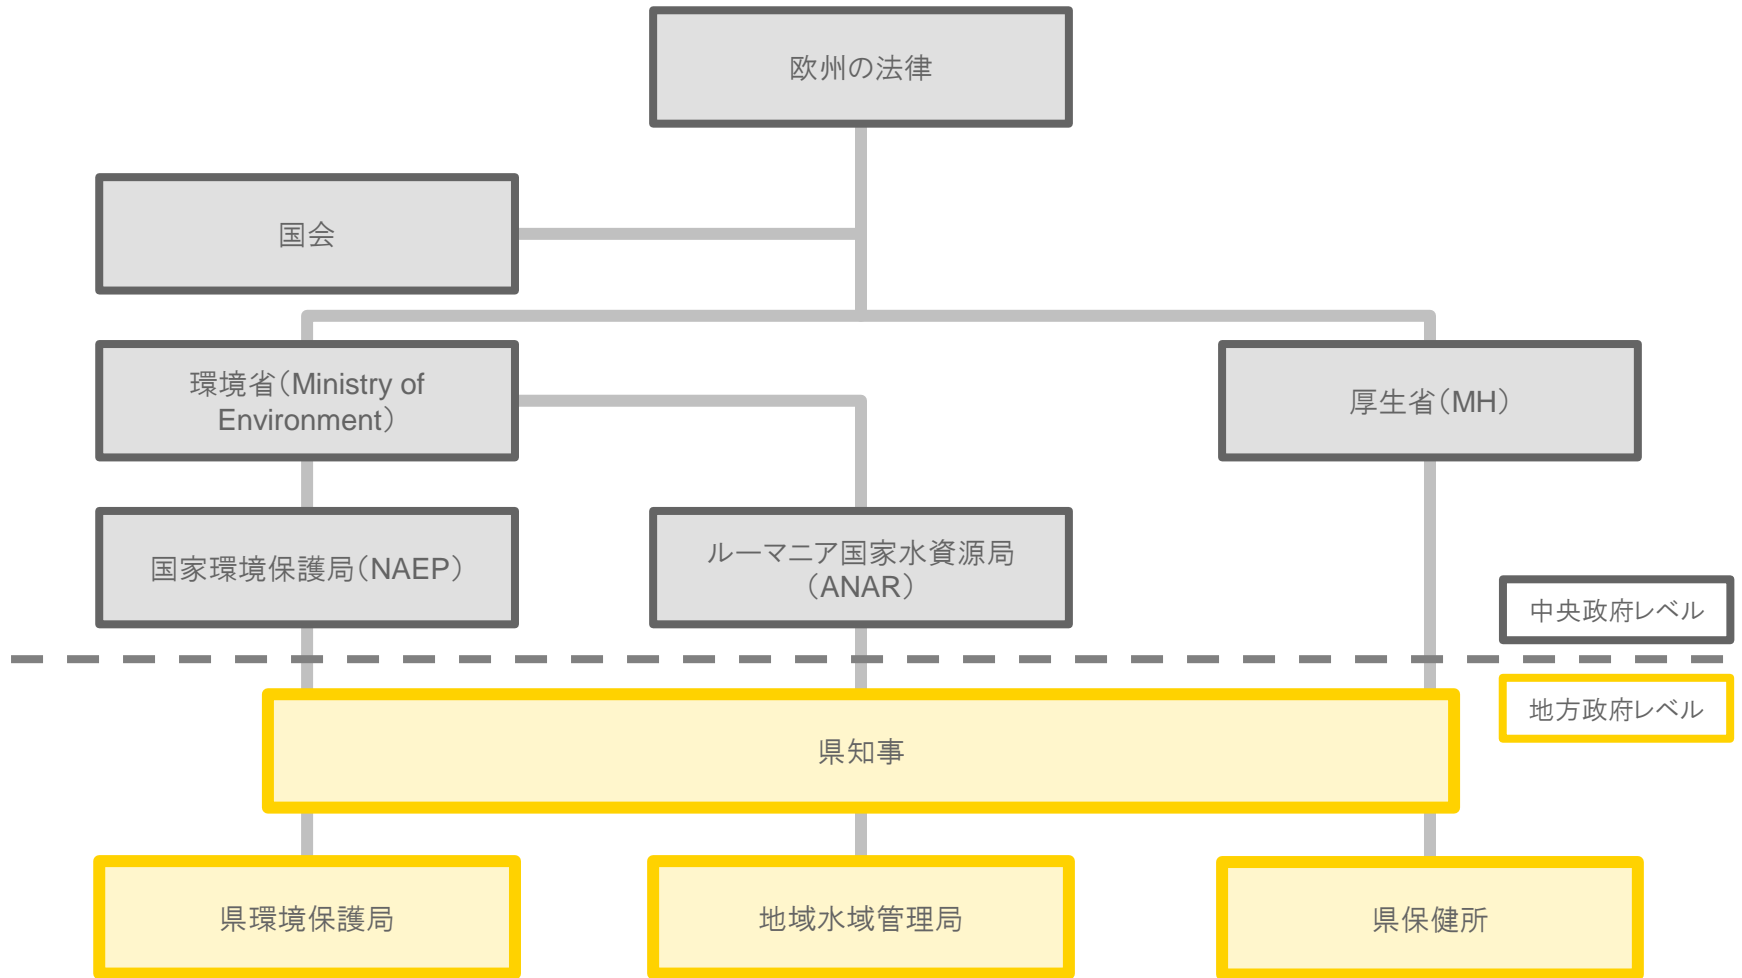 欧州の法律
国会
環境省（Ministry of
Environment）
厚生省（MH）
国家環境保護局（NAEP）
ルーマニア国家水資源局
（ANAR）
中央政府レベル
地方政府レベル
県知事
県環境保護局
地域水域管理局
県保健所